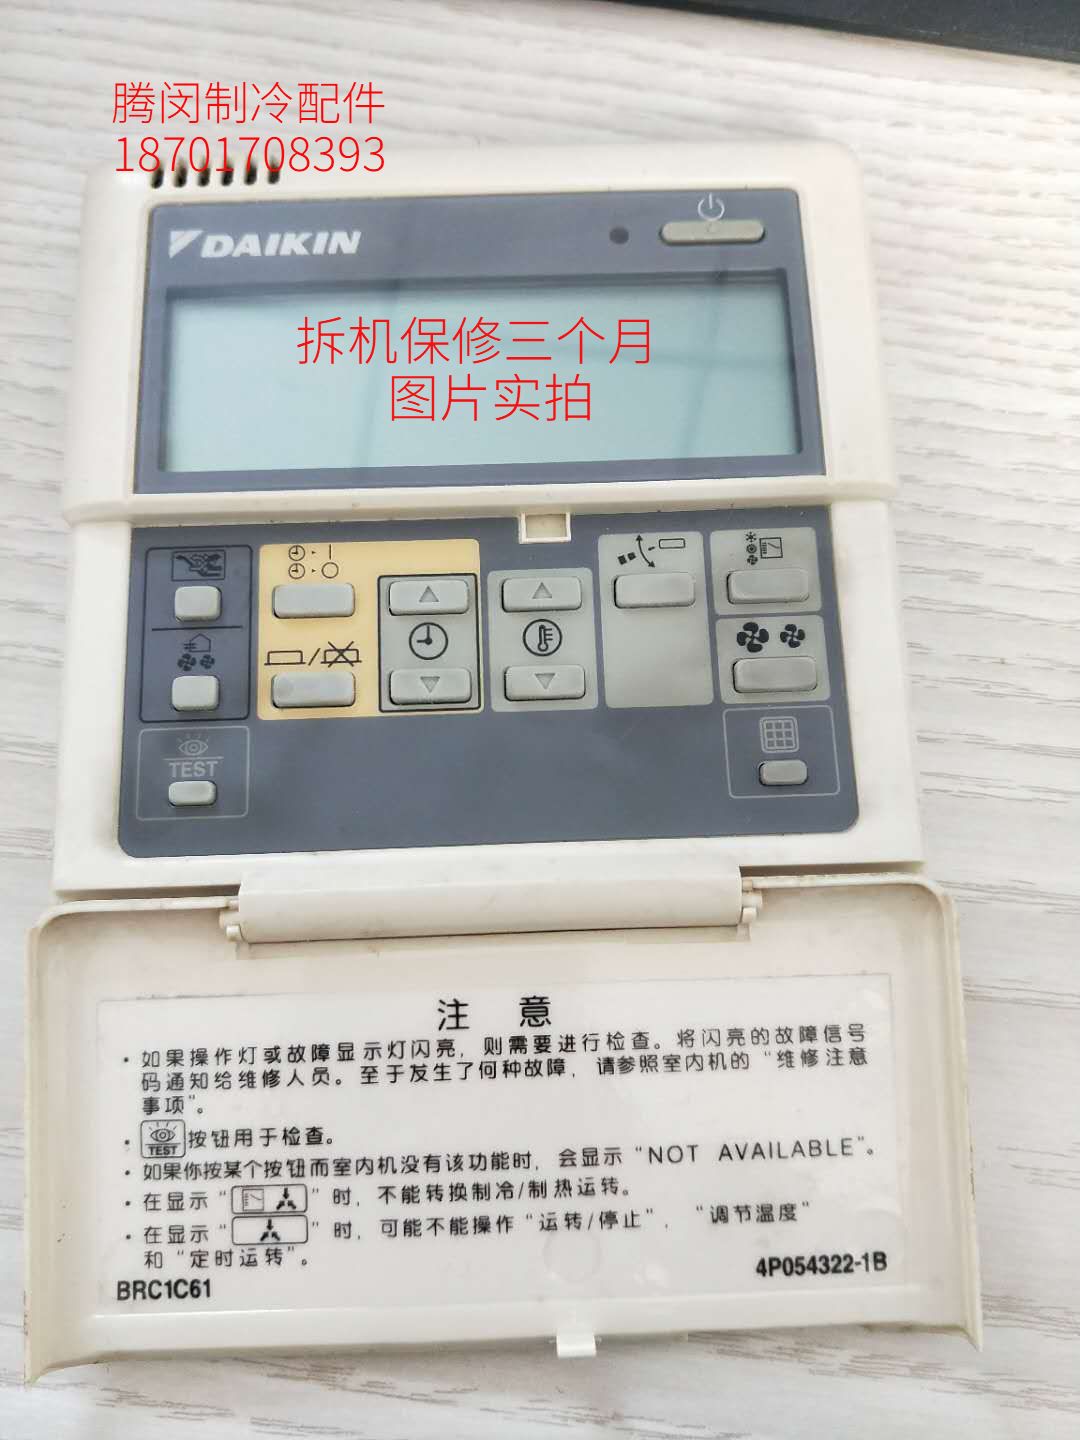 腾闵制冷配件
18701708393
DAIKIN
拆机保修三个月
图片实拍
TEST
注 意
· 如果操作灯或故障显示灯闪亮, 则需要进行检查。将闪亮的故障信号
码通知给维修人员。至于发生了何种故障, 请参照室内机的“维修注意
事项”。
· TEST 按钮用于检查。
· 如果你按某个按钮而室内机没有该功能时, 会显示“NOT AVAILABLE”。
· 在显示“ ”时, 不能转换制冷/制热运转。
· 在显示“ ”时, 可能不能操作“运转/停止”, “调节温度”
和“定时运转”。
BRC1C61
4P054322-1B